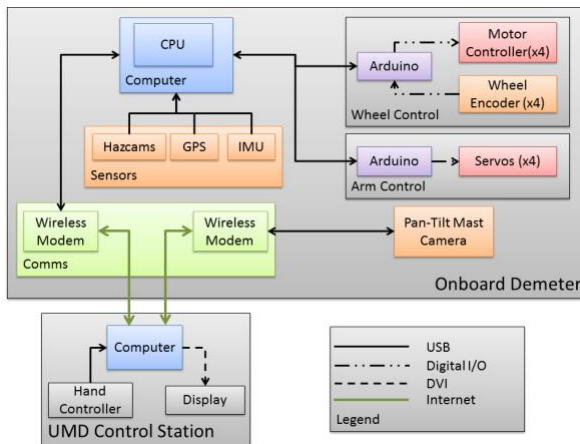 CPU
Computer
Arduino
Motor
Controller(x4)
Wheel
Encoder (x4)
Wheel Control
Hazcams
GPS
IMU
Sensors
Arduino
Servos (x4)
Arm Control
Wireless
Modem
Wireless
Modem
Comms
Pan-Tilt Mast
Camera
Onboard Demeter
Computer
Hand
Controller
Display
UMD Control Station
USB
Digital I/O
DVI
Internet
Legend